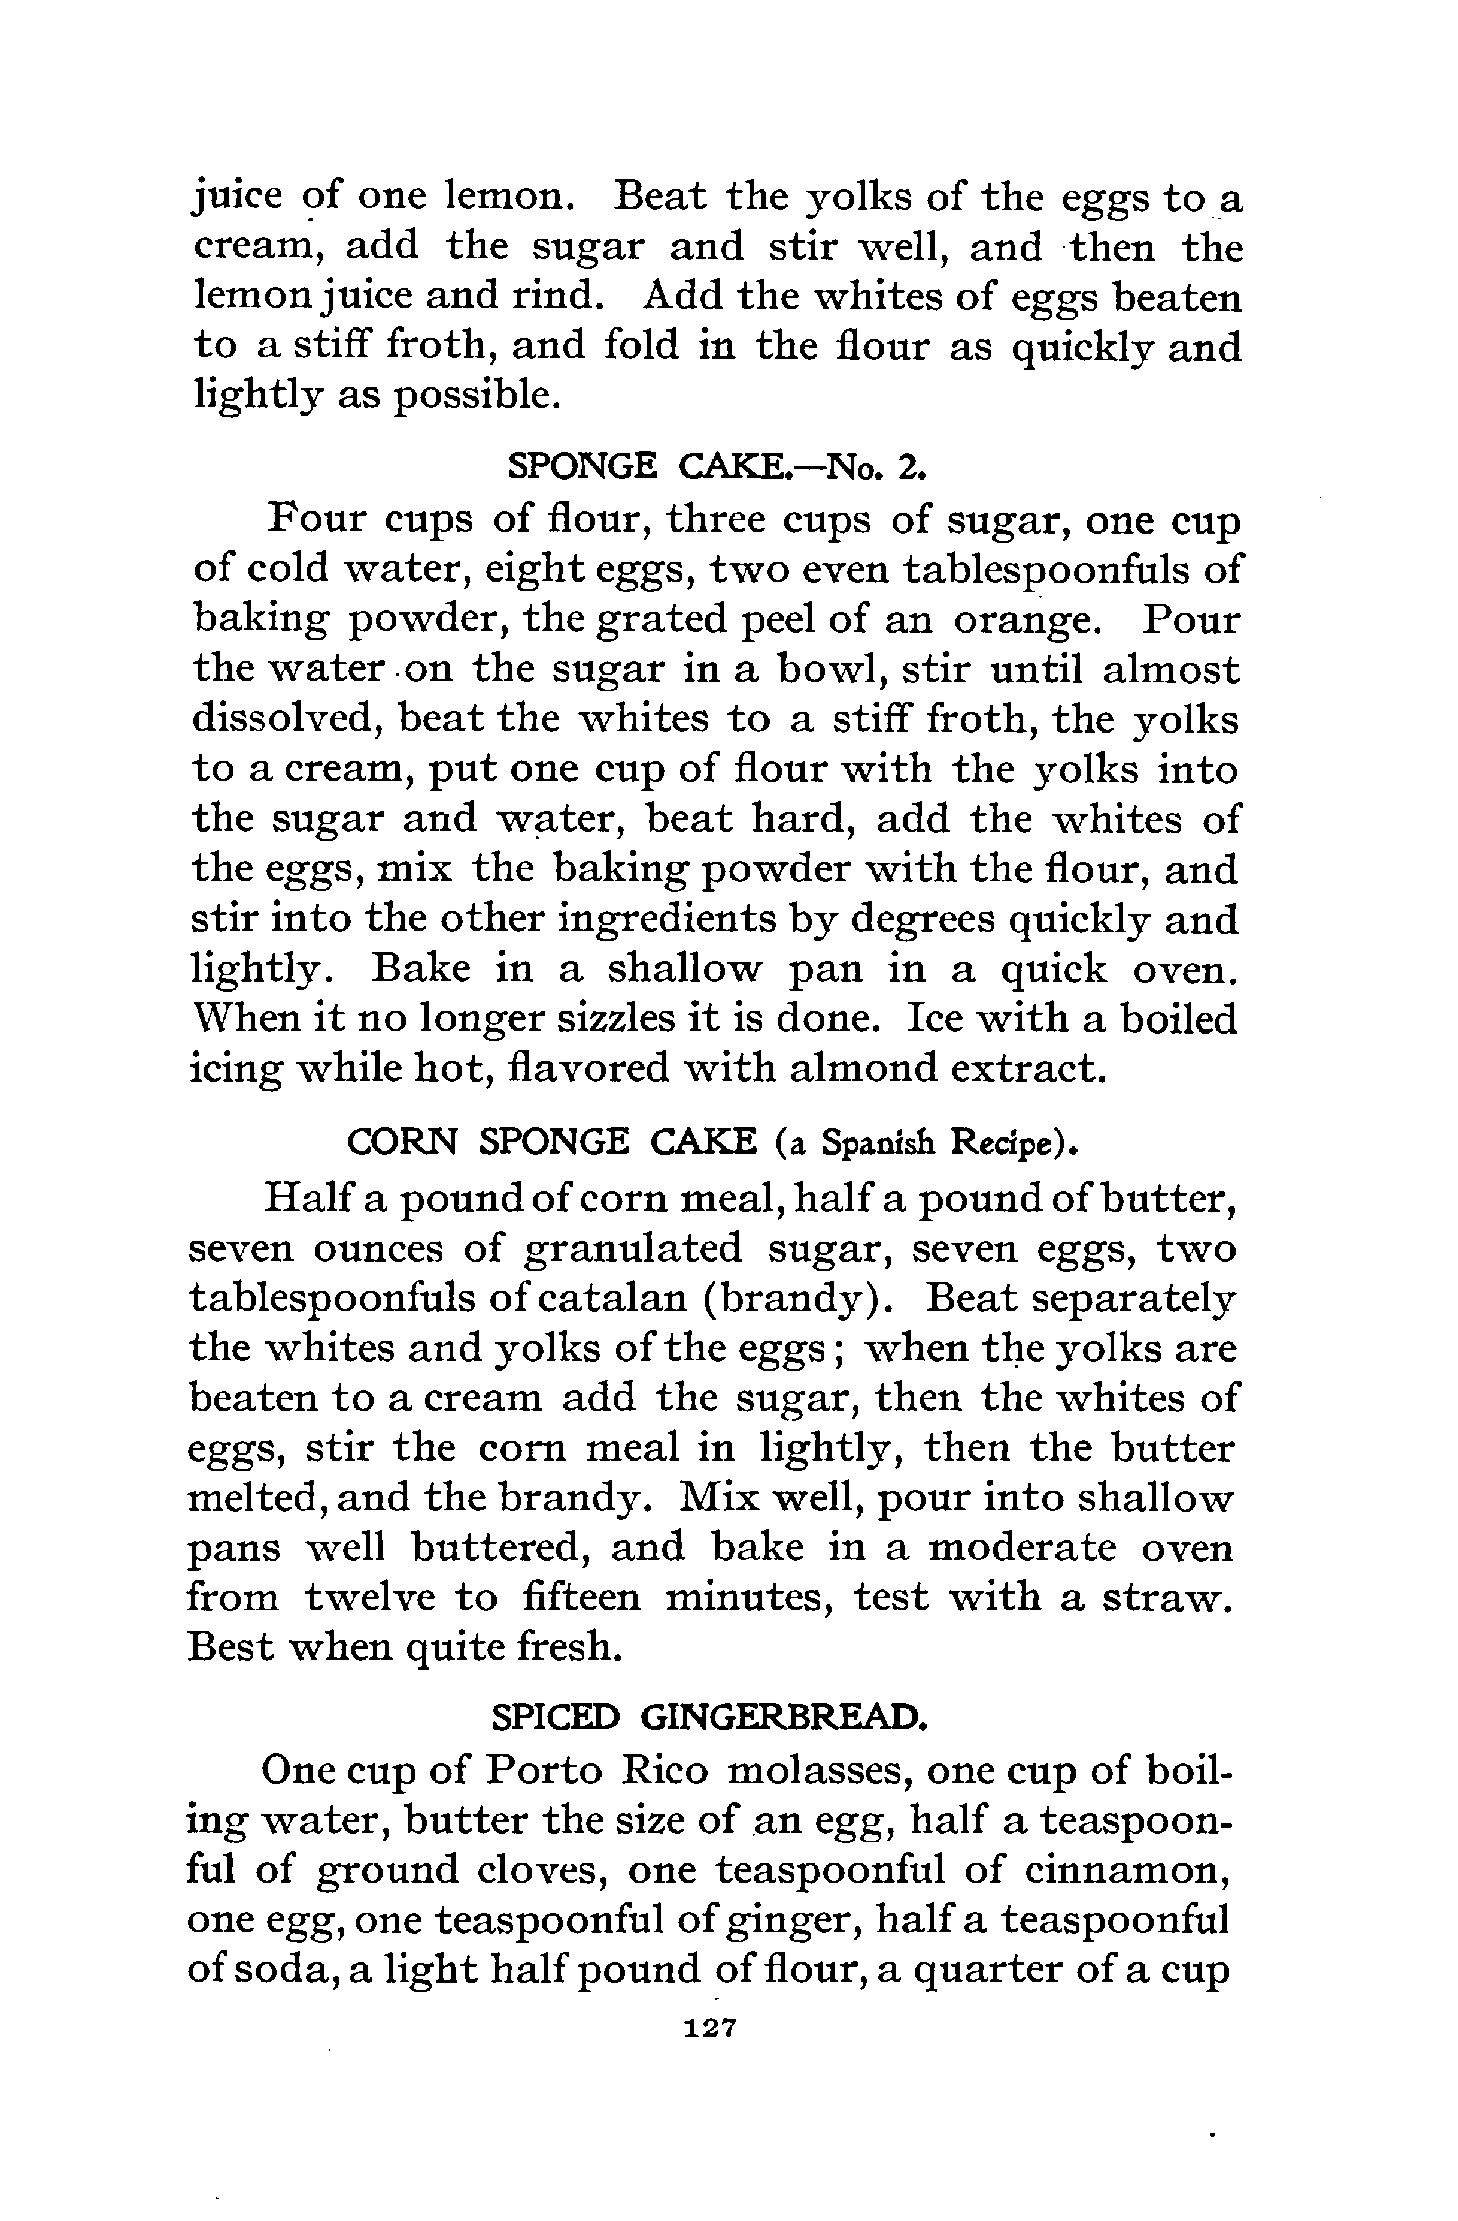 juice of one lemon. Beat the yolks of the eggs to a
cream, add the sugar and stir well, and then the
lemon juice and rind. Add the whites of eggs beaten
to a stiff froth, and fold in the flour as quickly and
lightly as possible.
SPONGE CAKE.—No. 2.
Four cups of flour, three cups of sugar, one cup
of cold water, eight eggs, two even tablespoonfuls of
baking powder, the grated peel of an orange. Pour
the water on the sugar in a bowl, stir until almost
dissolved, beat the whites to a stiff froth, the yolks
to a cream, put one cup of flour with the yolks into
the sugar and water, beat hard, add the whites of
the eggs, mix the baking powder with the flour, and
stir into the other ingredients by degrees quickly and
lightly. Bake in a shallow pan in a quick oven.
When it no longer sizzles it is done. Ice with a boiled
icing while hot, flavored with almond extract.
CORN SPONGE CAKE (a Spanish Recipe).
Half a pound of corn meal, half a pound of butter,
seven ounces of granulated sugar, seven eggs, two
tablespoonfuls of catalan (brandy). Beat separately
the whites and yolks of the eggs; when the yolks are
beaten to a cream add the sugar, then the whites of
eggs, stir the corn meal in lightly, then the butter
melted, and the brandy. Mix well, pour into shallow
pans well buttered, and bake in a moderate oven
from twelve to fifteen minutes, test with a straw.
Best when quite fresh.
SPICED GINGERBREAD.
One cup of Porto Rico molasses, one cup of boil-
ing water, butter the size of an egg, half a teaspoon-
ful of ground cloves, one teaspoonful of cinnamon,
one egg, one teaspoonful of ginger, half a teaspoonful
of soda, a light half pound of flour, a quarter of a cup
127